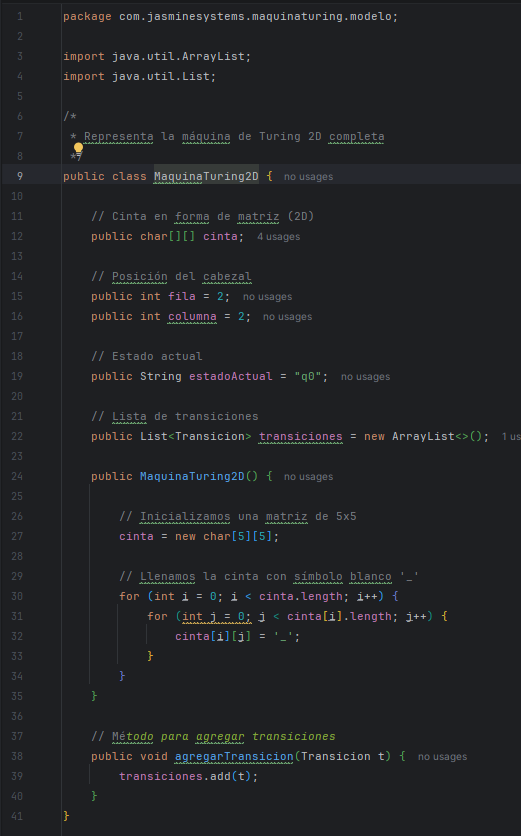 1 package com.jasminesystems.maquinaturing.modelo;
2
3 import java.util.ArrayList;
4 import java.util.List;
5
6 /*
7 * Representa la máquina de Turing 2D completa
8 */
9 public class MaquinaTuring2D { no usages
10
11 // Cinta en forma de matriz (2D)
12 public char[][] cinta; 4 usages
13
14 // Posición del cabezal
15 public int fila = 2; no usages
16 public int columna = 2; no usages
17
18 // Estado actual
19 public String estadoActual = "q0"; no usages
20
21 // Lista de transiciones
22 public List<Transicion> transiciones = new ArrayList<>(); 1 us
23
24 public MaquinaTuring2D() { no usages
25
26 // Inicializamos una matriz de 5x5
27 cinta = new char[5][5];
28
29 // Llenamos la cinta con símbolo blanco '_'
30 for (int i = 0; i < cinta.length; i++) {
31 for (int j = 0; j < cinta[i].length; j++) {
32 cinta[i][j] = '_';
33 }
34 }
35 }
36
37 // Método para agregar transiciones
38 public void agregarTransicion(Transicion t) { no usages
39 transiciones.add(t);
40 }
41 }